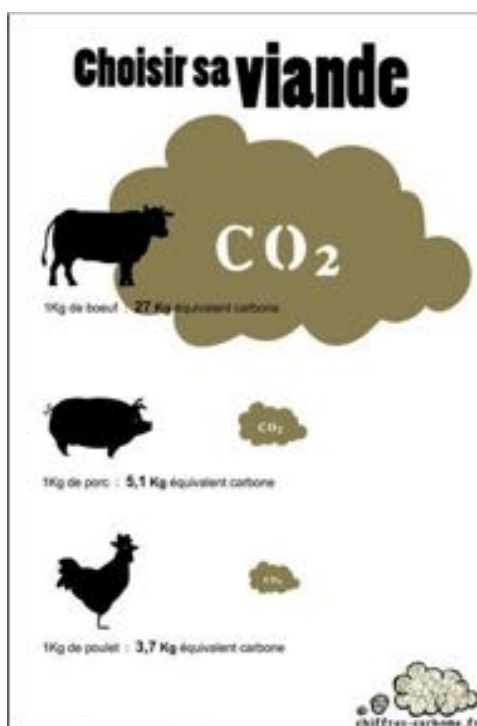 Choisir sa viande
CO₂
1Kg de boeuf : 27 Kg équivalent carbone
CO₂
1Kg de porc : 5,1 Kg équivalent carbone
CO₂
1Kg de poulet : 3,7 Kg équivalent carbone
chiffres-carbone.fr